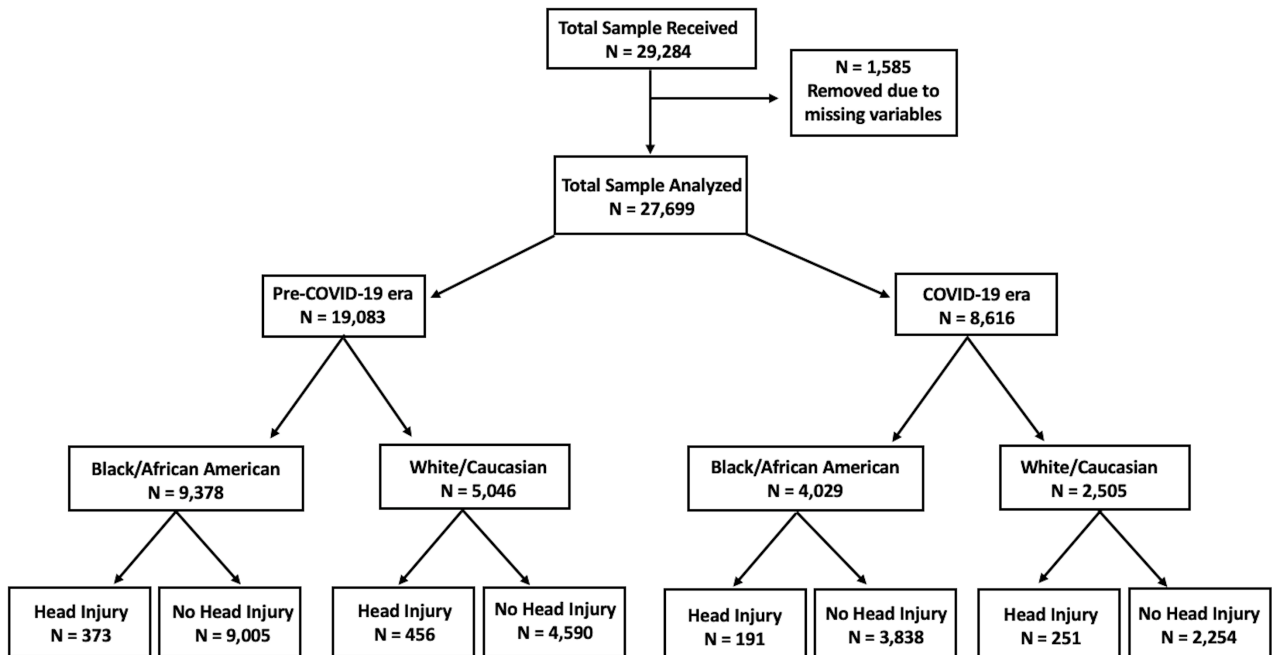 Total Sample Received
N = 29,284
N = 1,585
Removed due to
missing variables
Total Sample Analyzed
N = 27,699
Pre-COVID-19 era
N = 19,083
COVID-19 era
N = 8,616
Black/African American
N = 9,378
White/Caucasian
N = 5,046
Black/African American
N = 4,029
White/Caucasian
N = 2,505
Head Injury
N = 373
No Head Injury
N = 9,005
Head Injury
N = 456
No Head Injury
N = 4,590
Head Injury
N = 191
No Head Injury
N = 3,838
Head Injury
N = 251
No Head Injury
N = 2,254